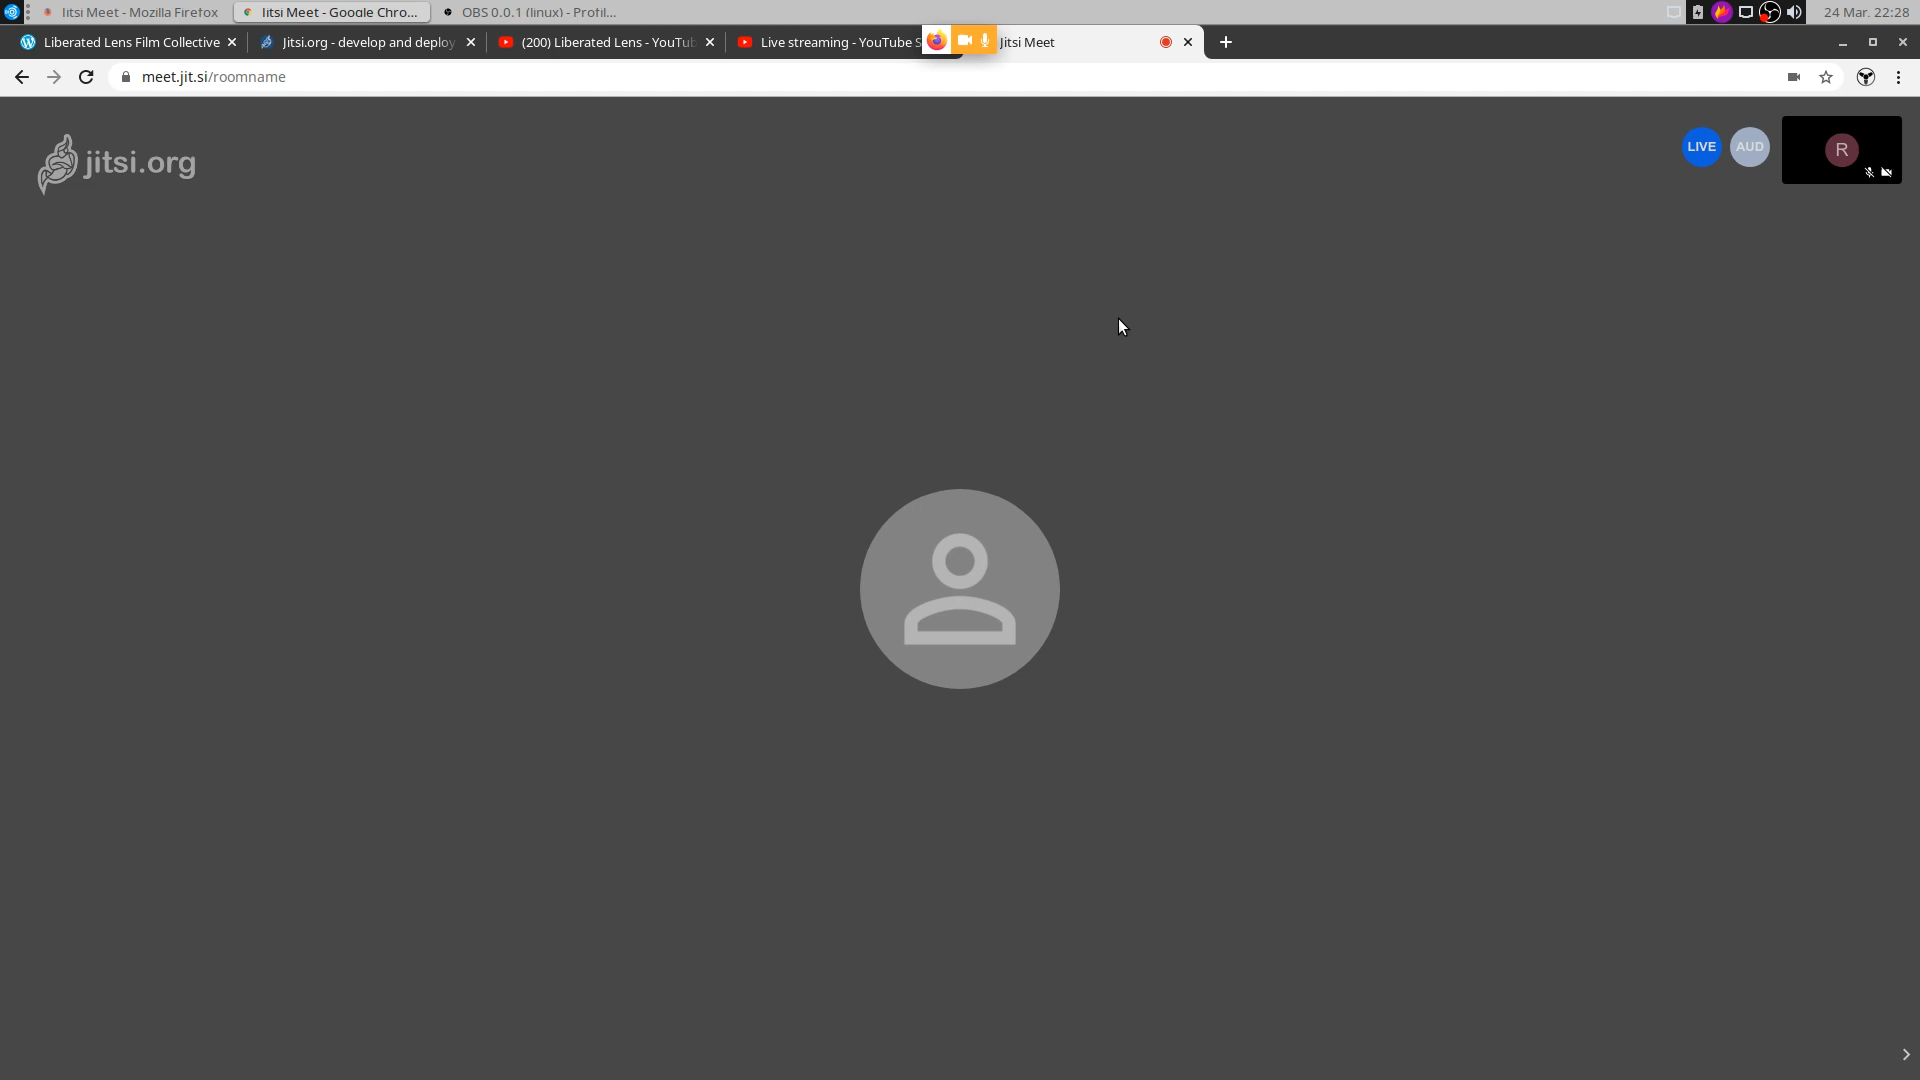 Jitsi Meet - Mozilla Firefox
Jitsi Meet - Google Chro...
OBS 0.0.1 (linux) - Profil...
24 Mar. 22:28
Liberated Lens Film Collective
Jitsi.org - develop and deploy
(200) Liberated Lens - YouTub
Live streaming - YouTube S
Jitsi Meet
meet.jit.si/roomname
jitsi.org
LIVE
AUD
R